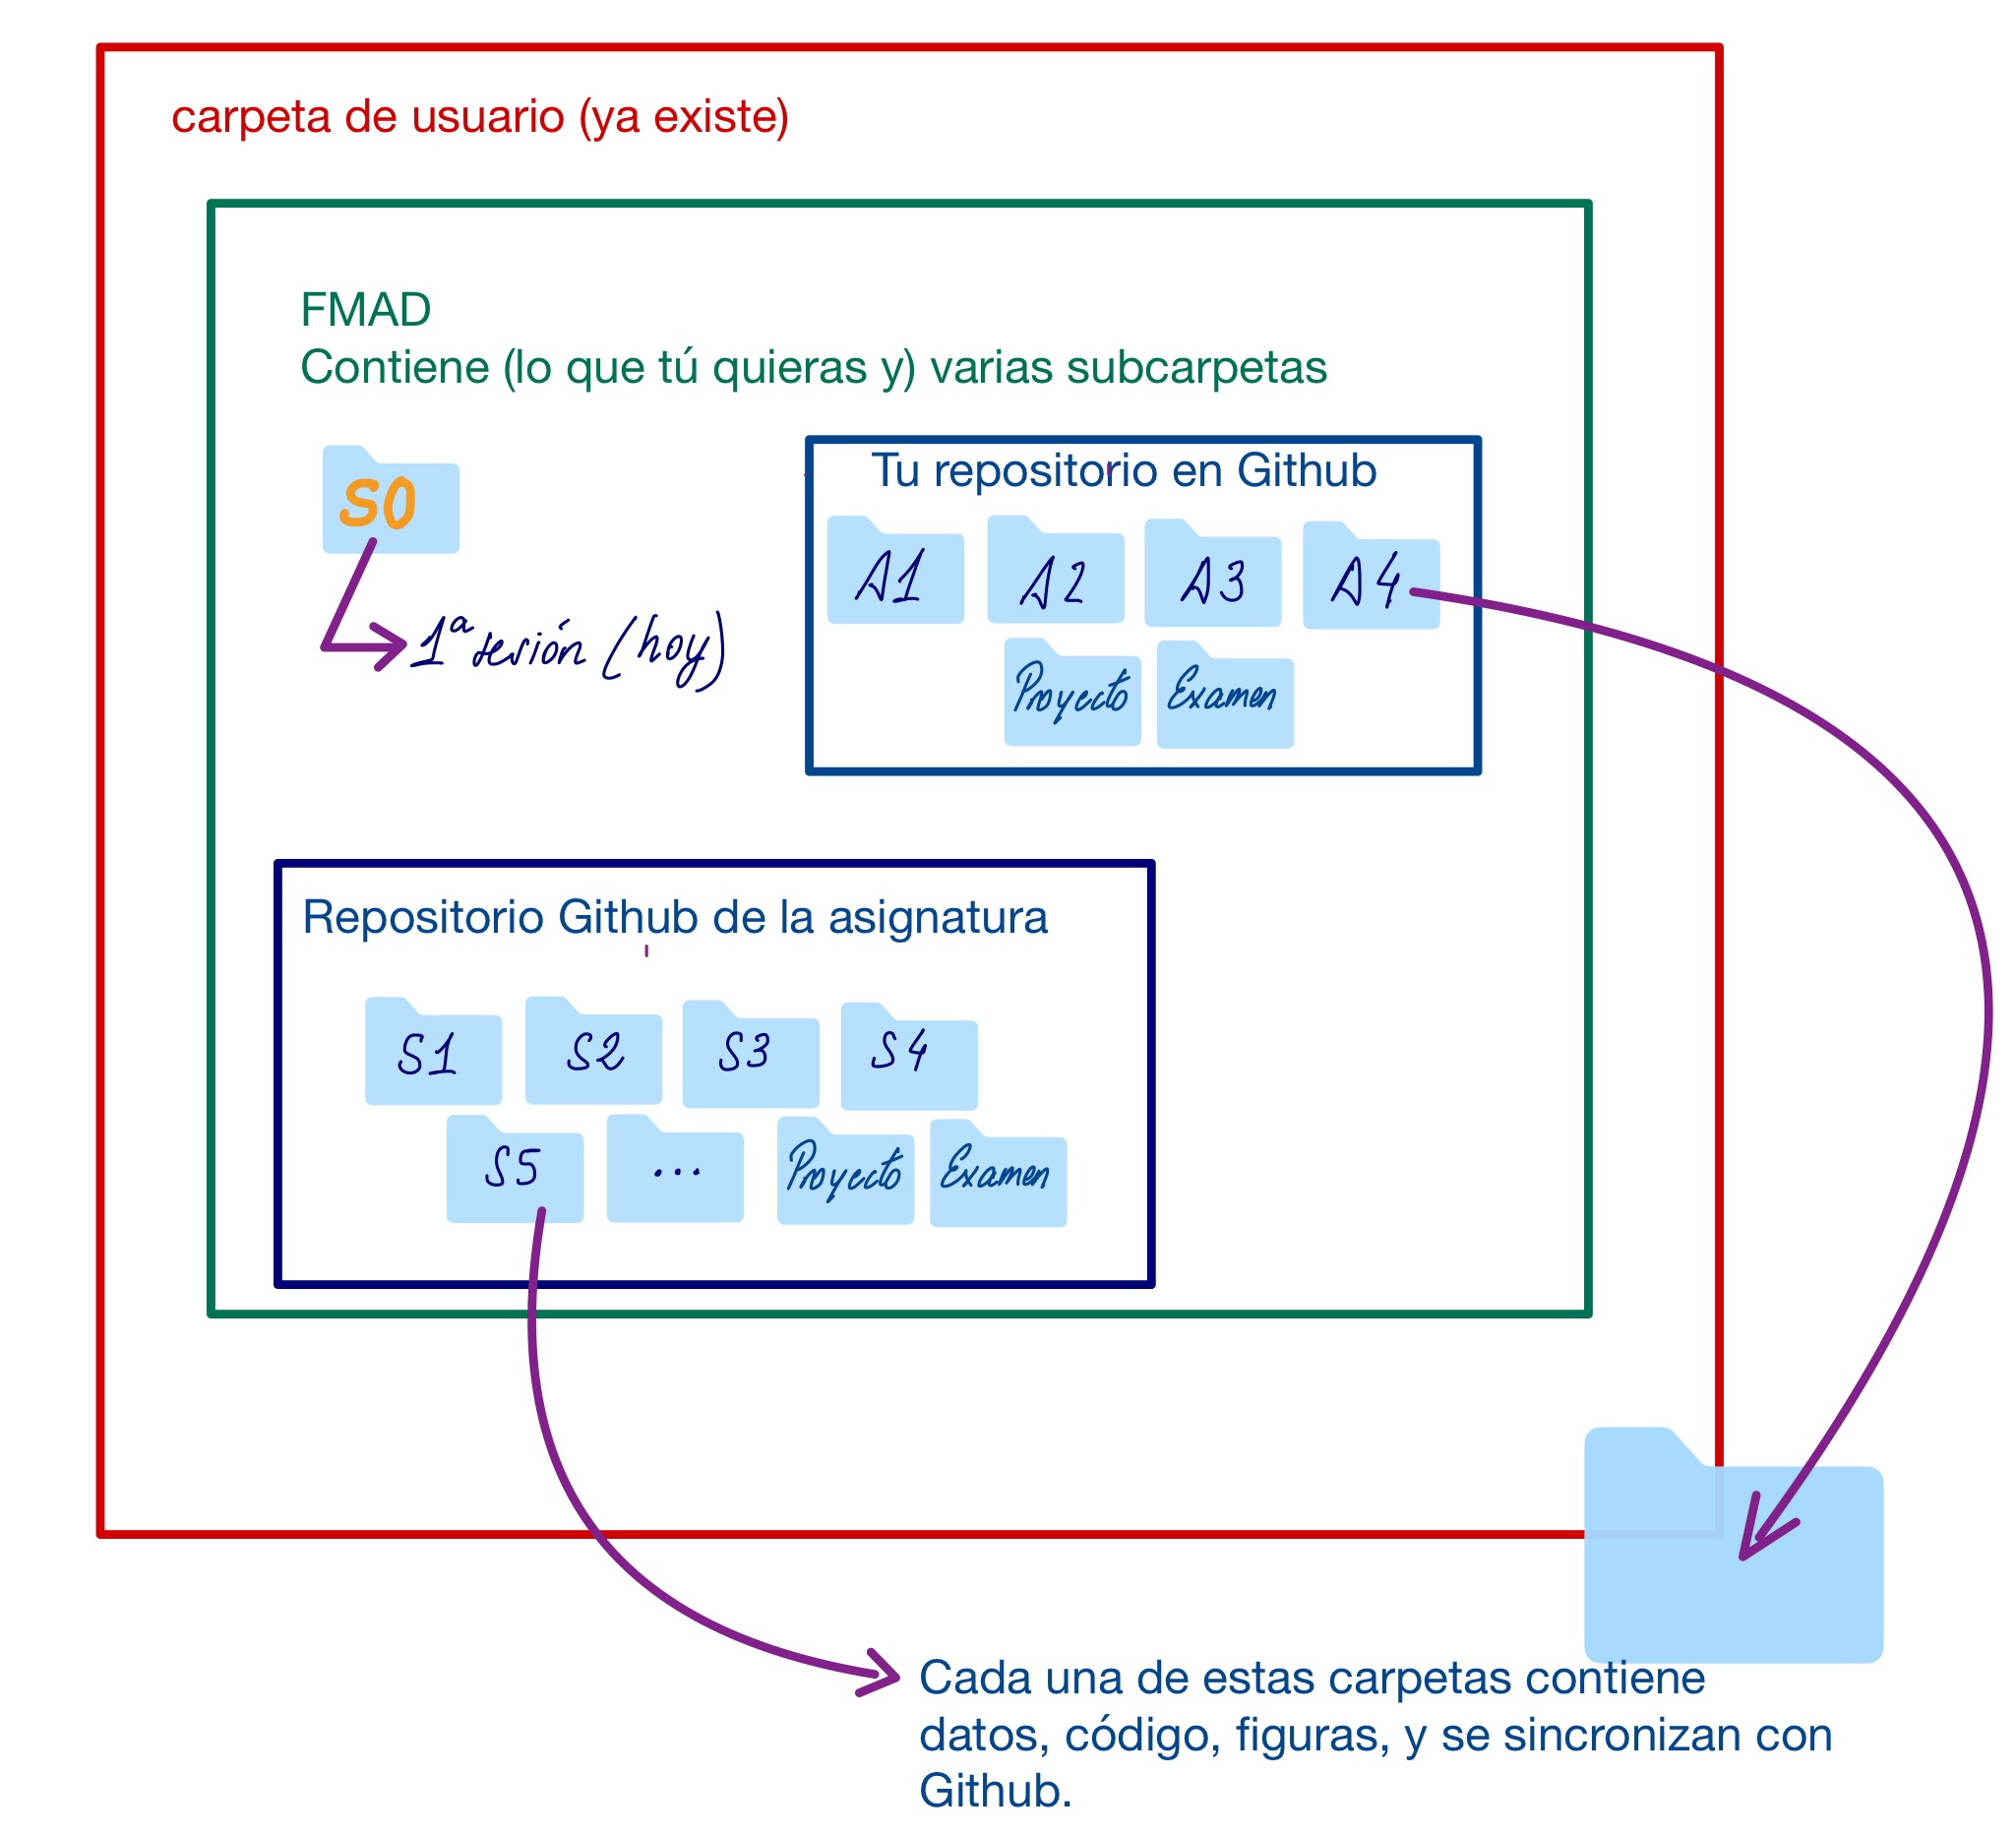 carpeta de usuario (ya existe)
FMAD
Contiene (lo que tú quieras y) varias subcarpetas
S0
1ª sesión (hoy)
Tu repositorio en Github
A1 A2 A3 A4
Proyecto Examen
Repositorio Github de la asignatura
S1 S2 S3 S4
S5 ... Proyecto Examen
Cada una de estas carpetas contiene
datos, código, figuras, y se sincronizan con
Github.